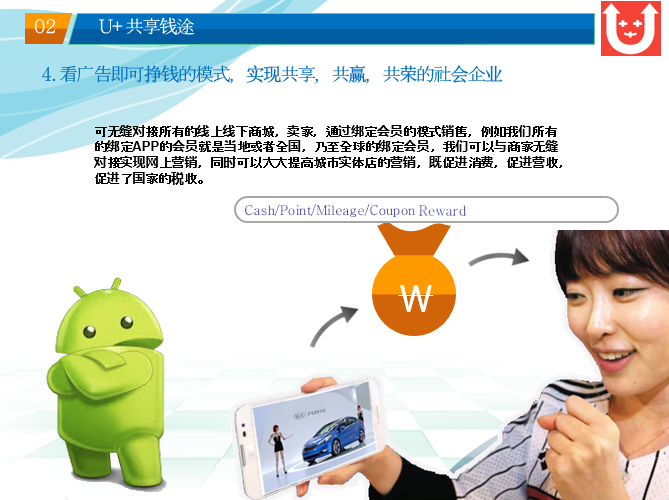 02 U+ 共享钱途
4.看广告即可挣钱的模式, 实现共享, 共赢, 共荣的社会企业
可无缝对接所有的线上线下商城，卖家，通过绑定会员的模式销售，例如我们所有
的绑定APP的会员就是当地或者全国，乃至全球的绑定会员，我们可以与商家无缝
对接实现网上营销，同时可以大大提高城市实体店的营销，既促进消费，促进营收，
促进了国家的税收。
Cash/Point/Mileage/Coupon Reward
₩